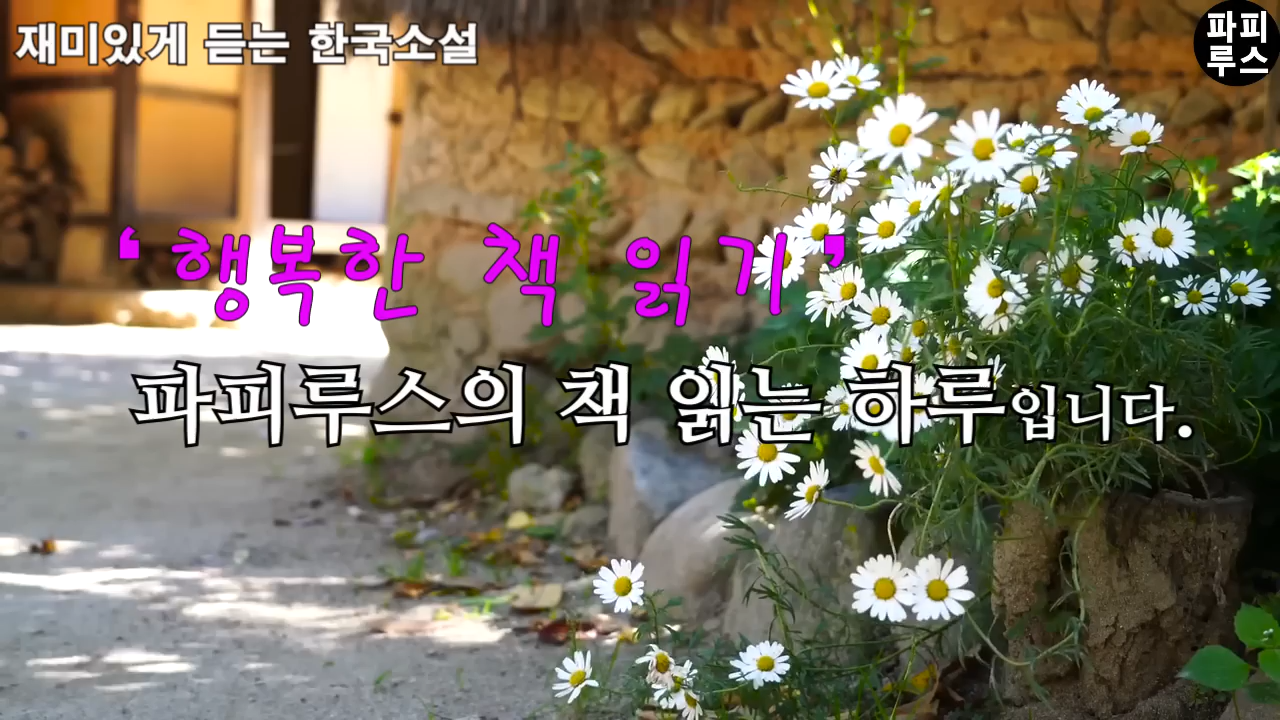 재미있게 듣는 한국소설
파피
루스
‘행복한 책 읽기’
파피루스의 책 읽는 하루입니다.